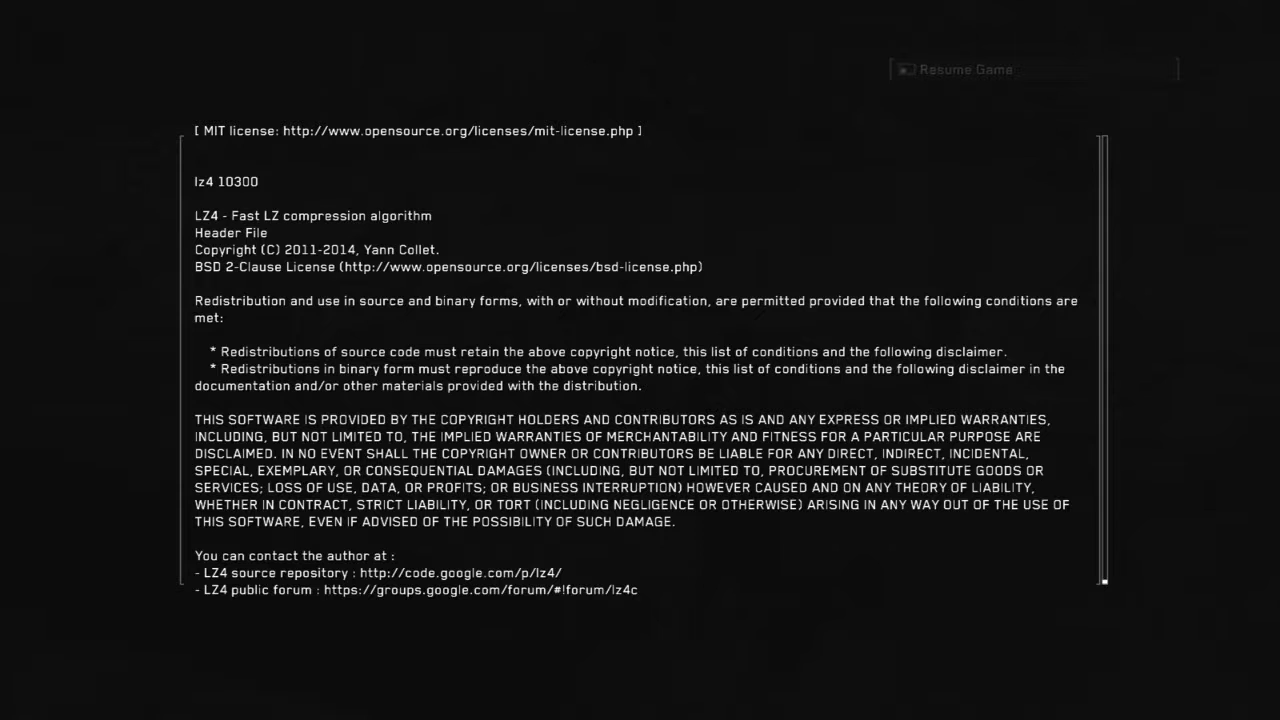 Resume Game
[ MIT license: http://www.opensource.org/licenses/mit-license.php ]
lz4 10300
LZ4 - Fast LZ compression algorithm
Header File
Copyright (C) 2011-2014, Yann Collet.
BSD 2-Clause License (http://www.opensource.org/licenses/bsd-license.php)
Redistribution and use in source and binary forms, with or without modification, are permitted provided that the following conditions are
met:
* Redistributions of source code must retain the above copyright notice, this list of conditions and the following disclaimer.
* Redistributions in binary form must reproduce the above copyright notice, this list of conditions and the following disclaimer in the
documentation and/or other materials provided with the distribution.
THIS SOFTWARE IS PROVIDED BY THE COPYRIGHT HOLDERS AND CONTRIBUTORS AS IS AND ANY EXPRESS OR IMPLIED WARRANTIES,
INCLUDING, BUT NOT LIMITED TO, THE IMPLIED WARRANTIES OF MERCHANTABILITY AND FITNESS FOR A PARTICULAR PURPOSE ARE
DISCLAIMED. IN NO EVENT SHALL THE COPYRIGHT OWNER OR CONTRIBUTORS BE LIABLE FOR ANY DIRECT, INDIRECT, INCIDENTAL,
SPECIAL, EXEMPLARY, OR CONSEQUENTIAL DAMAGES (INCLUDING, BUT NOT LIMITED TO, PROCUREMENT OF SUBSTITUTE GOODS OR
SERVICES; LOSS OF USE, DATA, OR PROFITS; OR BUSINESS INTERRUPTION) HOWEVER CAUSED AND ON ANY THEORY OF LIABILITY,
WHETHER IN CONTRACT, STRICT LIABILITY, OR TORT (INCLUDING NEGLIGENCE OR OTHERWISE) ARISING IN ANY WAY OUT OF THE USE OF
THIS SOFTWARE, EVEN IF ADVISED OF THE POSSIBILITY OF SUCH DAMAGE.
You can contact the author at :
- LZ4 source repository : http://code.google.com/p/lz4/
- LZ4 public forum : https://groups.google.com/forum/#!forum/lz4c